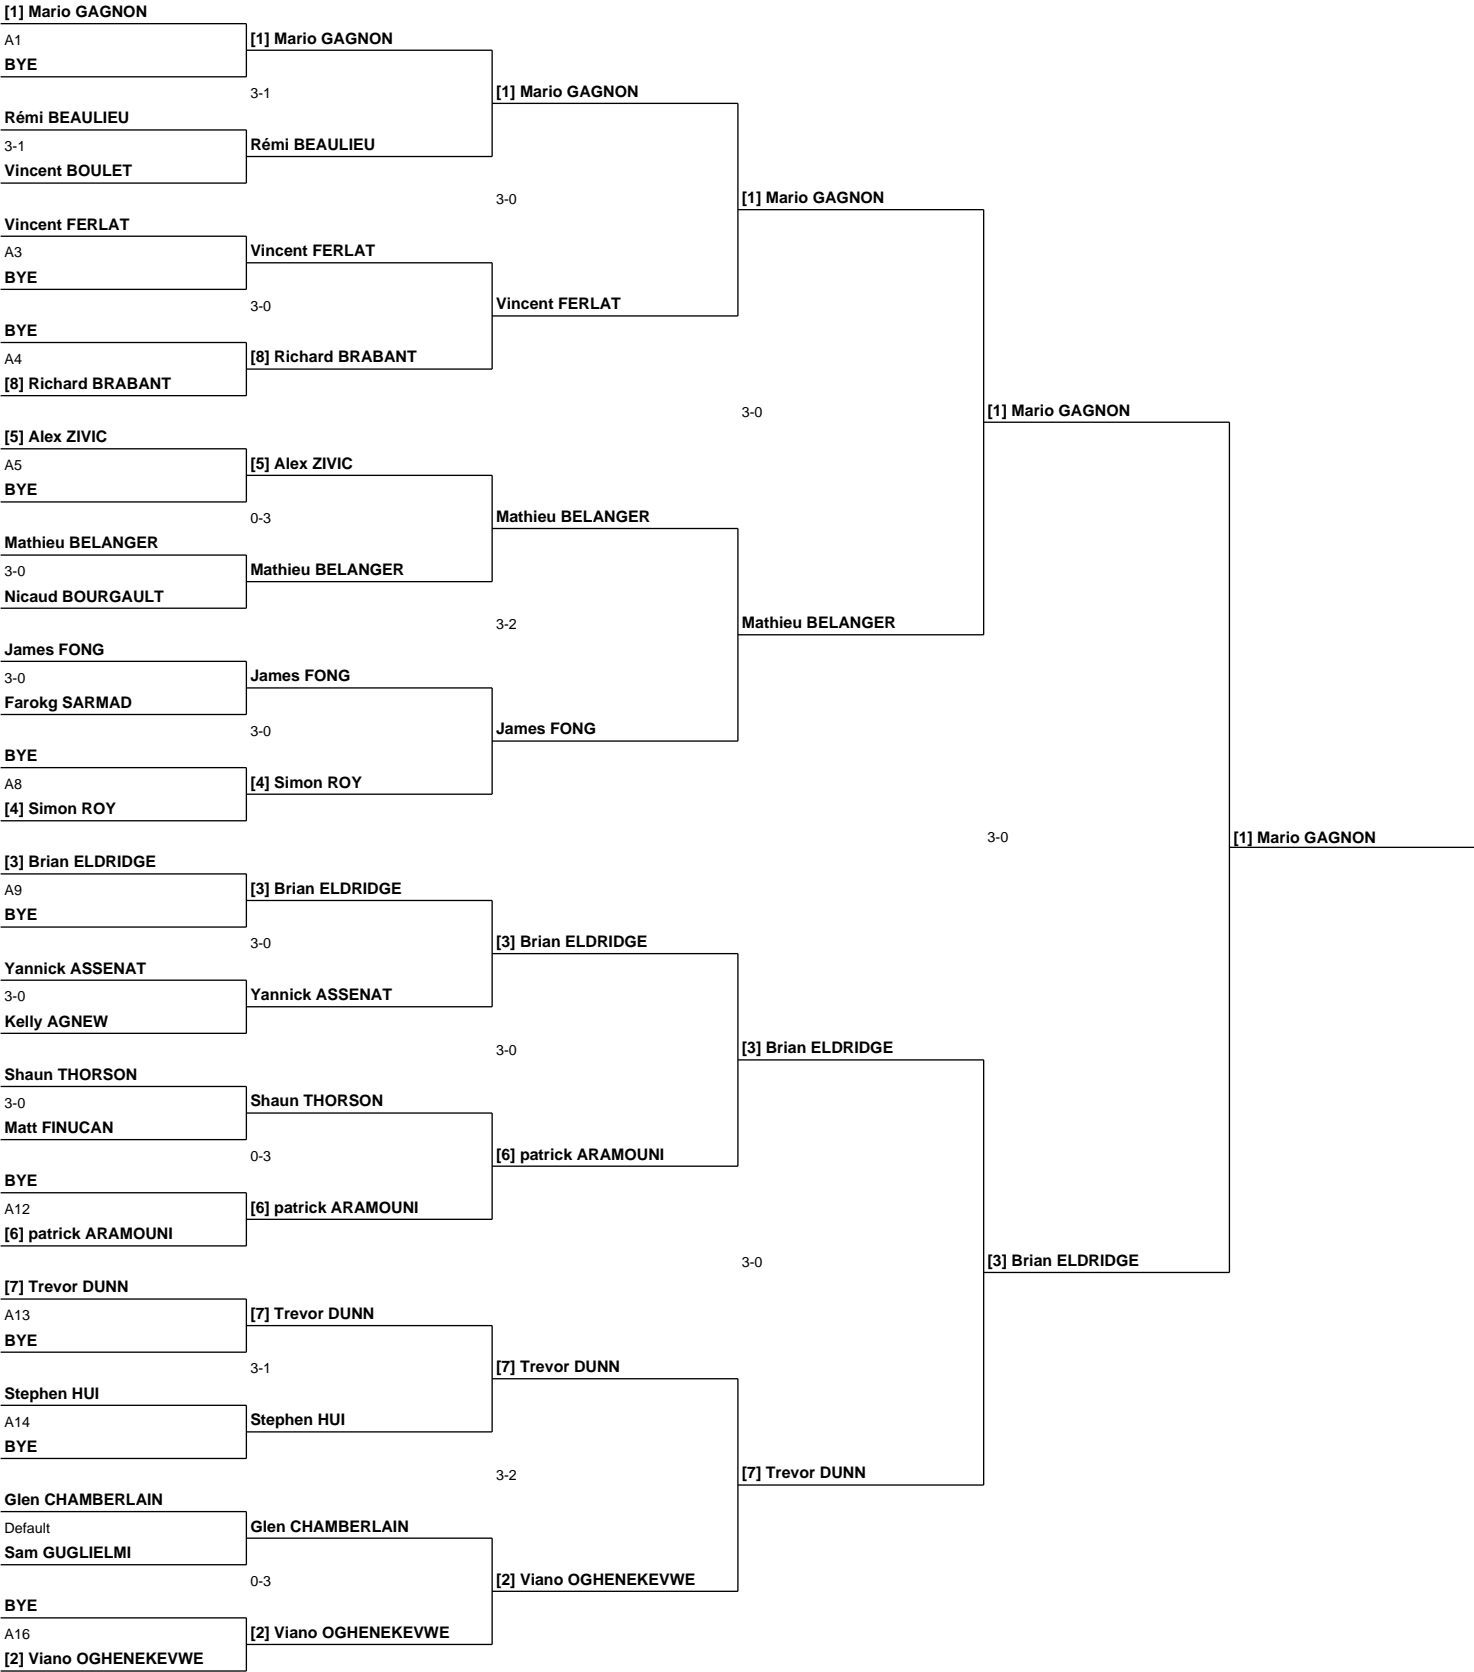 [1] Mario GAGNON
A1
BYE
Rémi BEAULIEU
3-1
Vincent BOULET
Vincent FERLAT
A3
BYE
BYE
A4
[8] Richard BRABANT
[5] Alex ZIVIC
A5
BYE
Mathieu BELANGER
3-0
Nicaud BOURGAULT
James FONG
3-0
Farokg SARMAD
BYE
A8
[4] Simon ROY
[3] Brian ELDRIDGE
A9
BYE
Yannick ASSENAT
3-0
Kelly AGNEW
Shaun THORSON
3-0
Matt FINUCAN
BYE
A12
[6] patrick ARAMOUNI
[7] Trevor DUNN
A13
BYE
Stephen HUI
A14
BYE
Glen CHAMBERLAIN
Default
Sam GUGLIELMI
BYE
A16
[2] Viano OGHENEKEVWE
[1] Mario GAGNON
3-1
Rémi BEAULIEU
Vincent FERLAT
3-0
[8] Richard BRABANT
[5] Alex ZIVIC
0-3
Mathieu BELANGER
James FONG
3-0
[4] Simon ROY
[3] Brian ELDRIDGE
3-0
Yannick ASSENAT
Shaun THORSON
0-3
[6] patrick ARAMOUNI
[7] Trevor DUNN
3-1
Stephen HUI
Glen CHAMBERLAIN
0-3
[2] Viano OGHENEKEVWE
[1] Mario GAGNON
3-0
Vincent FERLAT
Mathieu BELANGER
3-2
James FONG
[3] Brian ELDRIDGE
3-0
[6] patrick ARAMOUNI
[7] Trevor DUNN
3-2
[2] Viano OGHENEKEVWE
[1] Mario GAGNON
3-0
Mathieu BELANGER
[3] Brian ELDRIDGE
3-0
[7] Trevor DUNN
[1] Mario GAGNON
3-0
[3] Brian ELDRIDGE
[1] Mario GAGNON